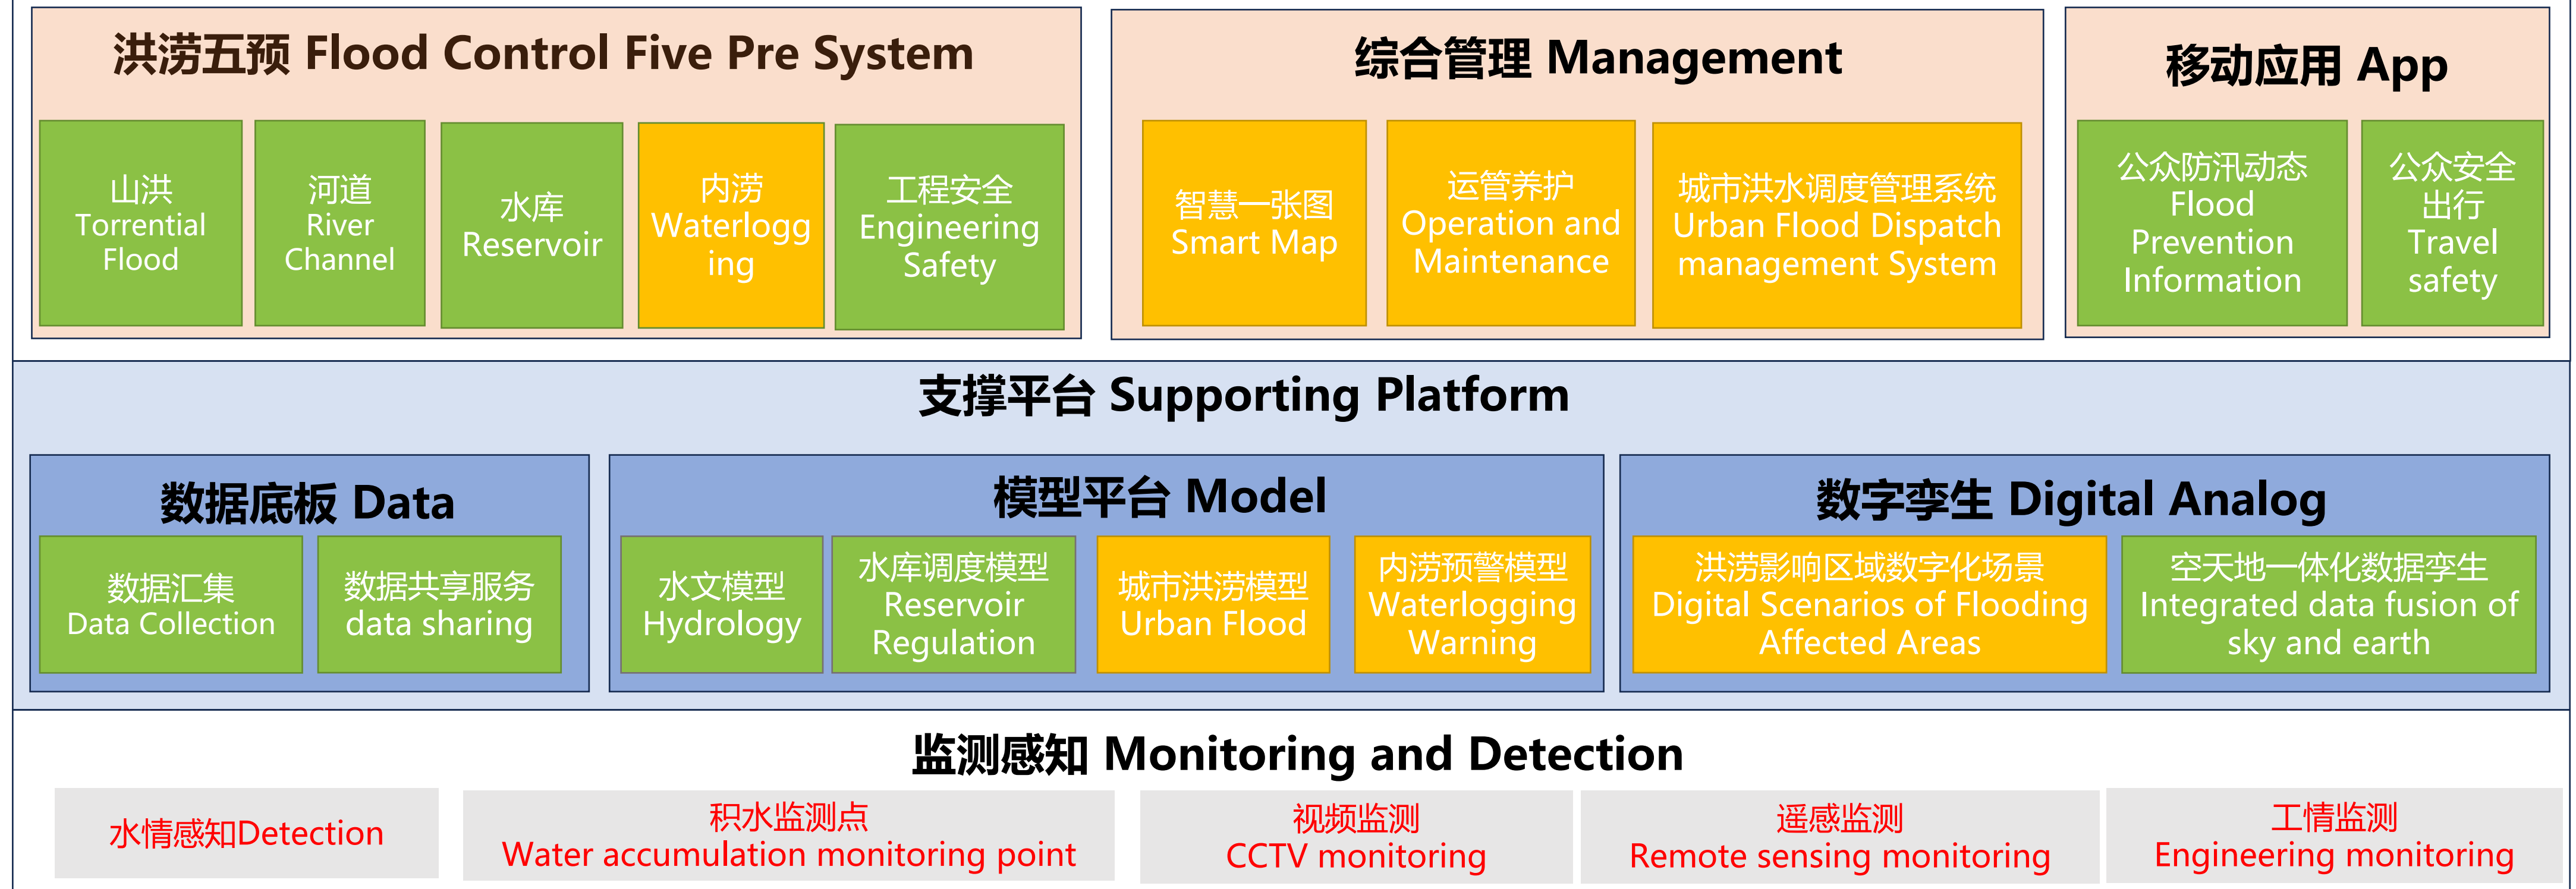 洪涝五预 Flood Control Five Pre System
山洪
Torrential
Flood
河道
River
Channel
水库
Reservoir
内涝
Waterlogg
ing
工程安全
Engineering
Safety
综合管理 Management
智慧一张图
Smart Map
运管养护
Operation and
Maintenance
城市洪水调度管理系统
Urban Flood Dispatch
management System
移动应用 App
公众防汛动态
Flood
Prevention
Information
公众安全
出行
Travel
safety
支撑平台 Supporting Platform
数据底板 Data
数据汇集
Data Collection
数据共享服务
data sharing
模型平台 Model
水文模型
Hydrology
水库调度模型
Reservoir
Regulation
城市洪涝模型
Urban Flood
内涝预警模型
Waterlogging
Warning
数字孪生 Digital Analog
洪涝影响区域数字化场景
Digital Scenarios of Flooding
Affected Areas
空天地一体化数据孪生
Integrated data fusion of
sky and earth
监测感知 Monitoring and Detection
水情感知Detection
积水监测点
Water accumulation monitoring point
视频监测
CCTV monitoring
遥感监测
Remote sensing monitoring
工情监测
Engineering monitoring